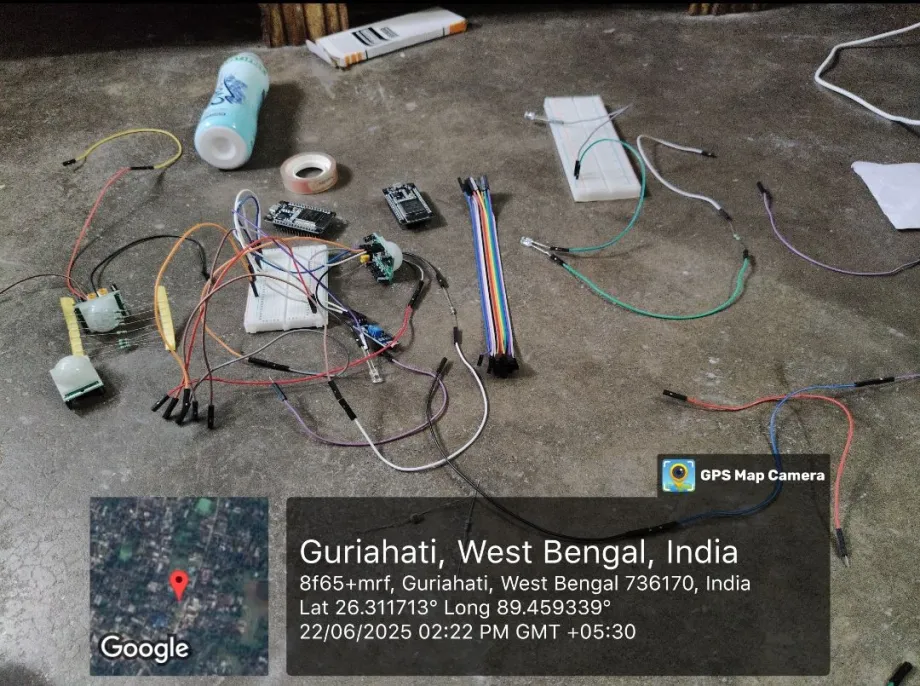 GPS Map Camera
Guriahati, West Bengal, India
8f65+mrf, Guriahati, West Bengal 736170, India
Lat 26.311713° Long 89.459339°
22/06/2025 02:22 PM GMT +05:30
Google